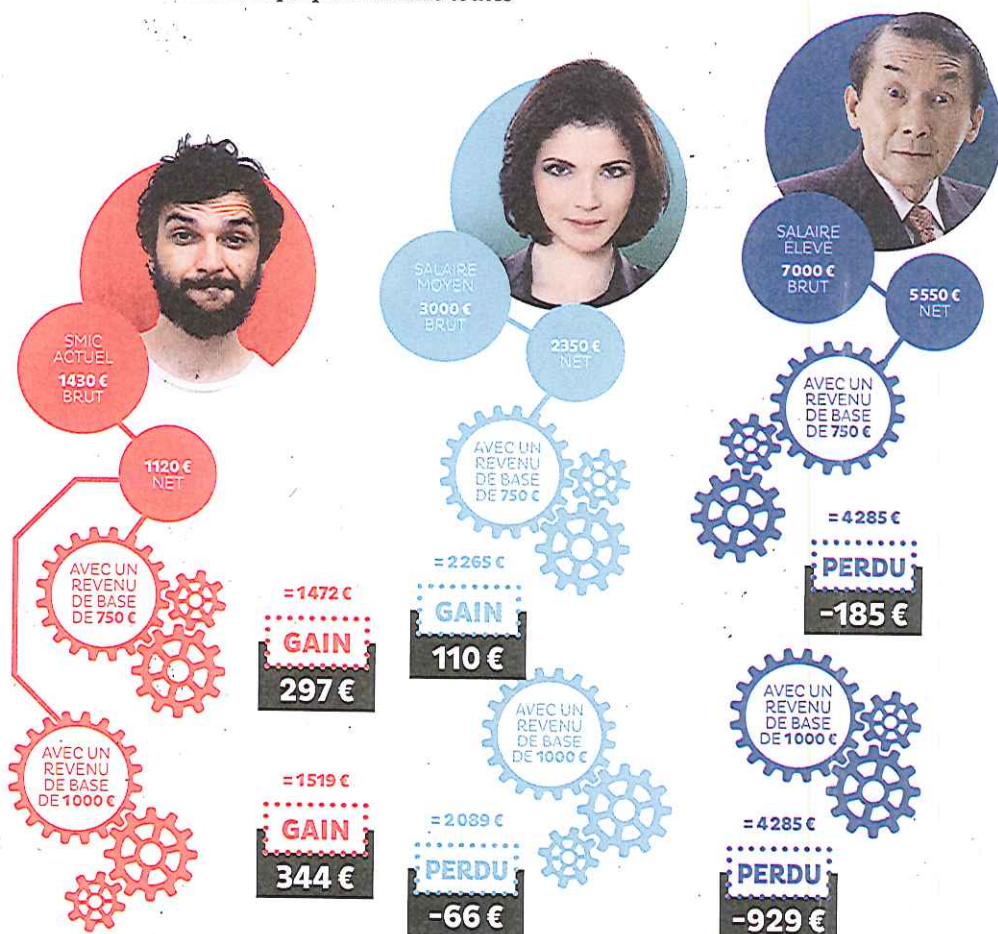 SMIC
ACTUEL
1430 €
BRUT
1120 €
NET
AVEC UN
REVENU
DE BASE
DE 750 €
=1472 €
GAIN
297 €
AVEC UN
REVENU
DE BASE
DE 1000 €
=1519 €
GAIN
344 €
SALAIRE
MOYEN
3000 €
BRUT
2350 €
NET
AVEC UN
REVENU
DE BASE
DE 750 €
=2265 €
GAIN
110 €
AVEC UN
REVENU
DE BASE
DE 1000 €
=2089 €
PERDU
-66 €
SALAIRE
ÉLEVÉ
7000 €
BRUT
5550 €
NET
AVEC UN
REVENU
DE BASE
DE 750 €
=4285 €
PERDU
-185 €
AVEC UN
REVENU
DE BASE
DE 1000 €
=4285 €
PERDU
-929 €